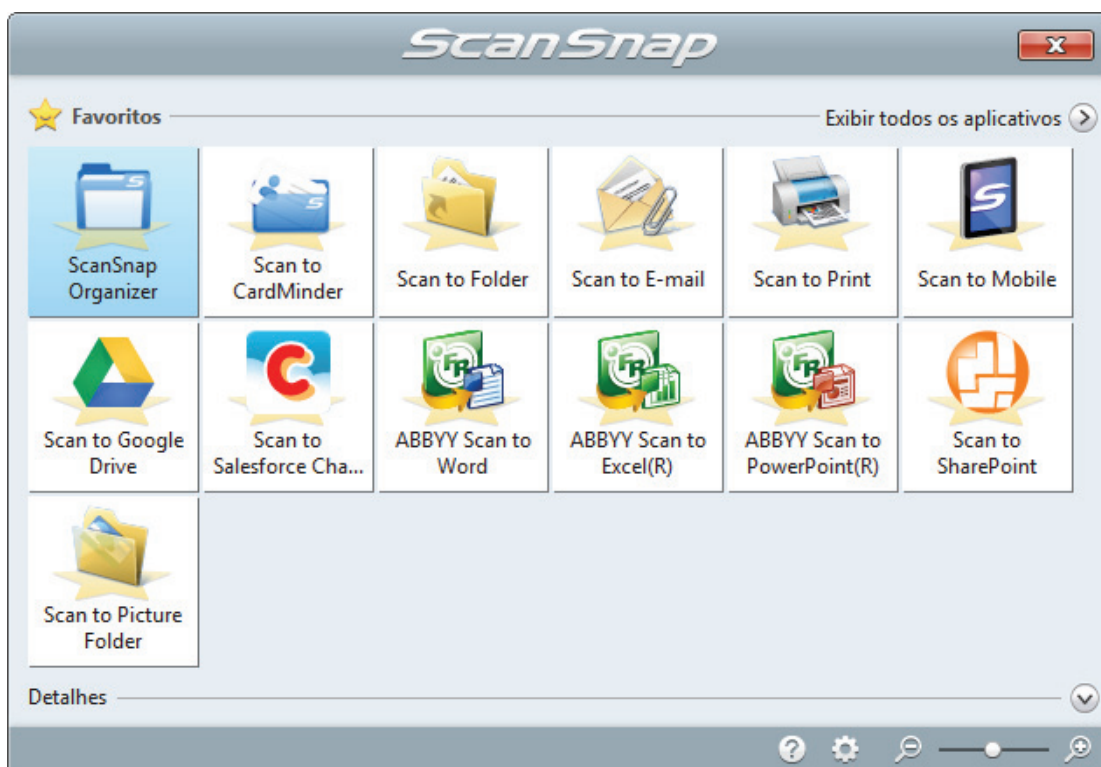 ScanSnap
Favoritos
Exibir todos os aplicativos
ScanSnap
Organizer
Scan to
CardMinder
Scan to Folder
Scan to E-mail
Scan to Print
Scan to Mobile
Scan to Google
Drive
Scan to
Salesforce Cha...
ABBYY Scan to
Word
ABBYY Scan to
Excel(R)
ABBYY Scan to
PowerPoint(R)
Scan to
SharePoint
Scan to Picture
Folder
Detalhes